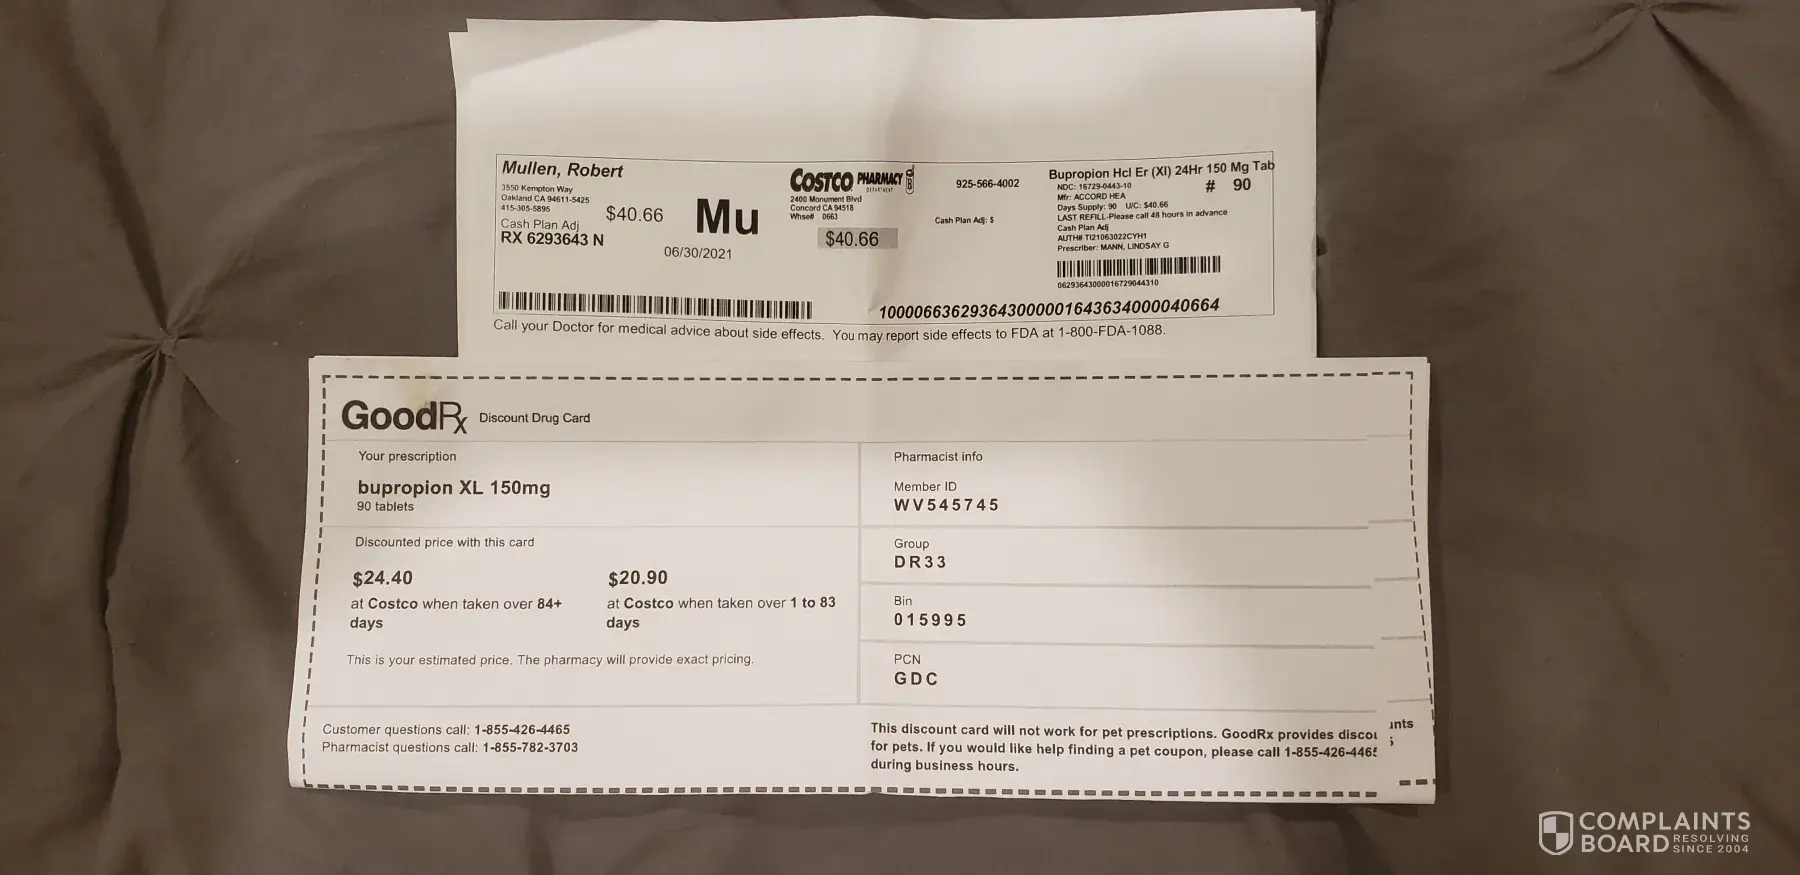 Mullen, Robert
3550 Kempton Way
Oakland CA 94611-5425
415-305-5895
Cash Plan Adj
RX 6293643 N
$40.66
Mu
06/30/2021
COSTCO PHARMACY
DEPARTMENT
2400 Monument Blvd
Concord CA 94518
Whse# 0663
$40.66
925-566-4002
Cash Plan Adj: $
Bupropion Hcl Er (Xl) 24Hr 150 Mg Tab
NDC: 16729-0443-10
# 90
Mfr: ACCORD HEA
Days Supply: 90 U/C: $40.66
LAST REFILL-Please call 48 hours in advance
Cash Plan Adj
AUTH# TI21063022CYH1
Prescriber: MANN, LINDSAY G
0629364300016729044310
100006636293643000001643634000040664
Call your Doctor for medical advice about side effects. You may report side effects to FDA at 1-800-FDA-1088.
GoodRx Discount Drug Card
Your prescription
bupropion XL 150mg
90 tablets
Discounted price with this card
$24.40
at Costco when taken over 84+
days
$20.90
at Costco when taken over 1 to 83
days
This is your estimated price. The pharmacy will provide exact pricing.
Pharmacist info
Member ID
WV545745
Group
DR33
Bin
015995
PCN
GDC
Customer questions call: 1-855-426-4465
Pharmacist questions call: 1-855-782-3703
This discount card will not work for pet prescriptions. GoodRx provides discounts
for pets. If you would like help finding a pet coupon, please call 1-855-426-4465
during business hours.
COMPLAINTS
BOARD
RESOLVING
SINCE 2004